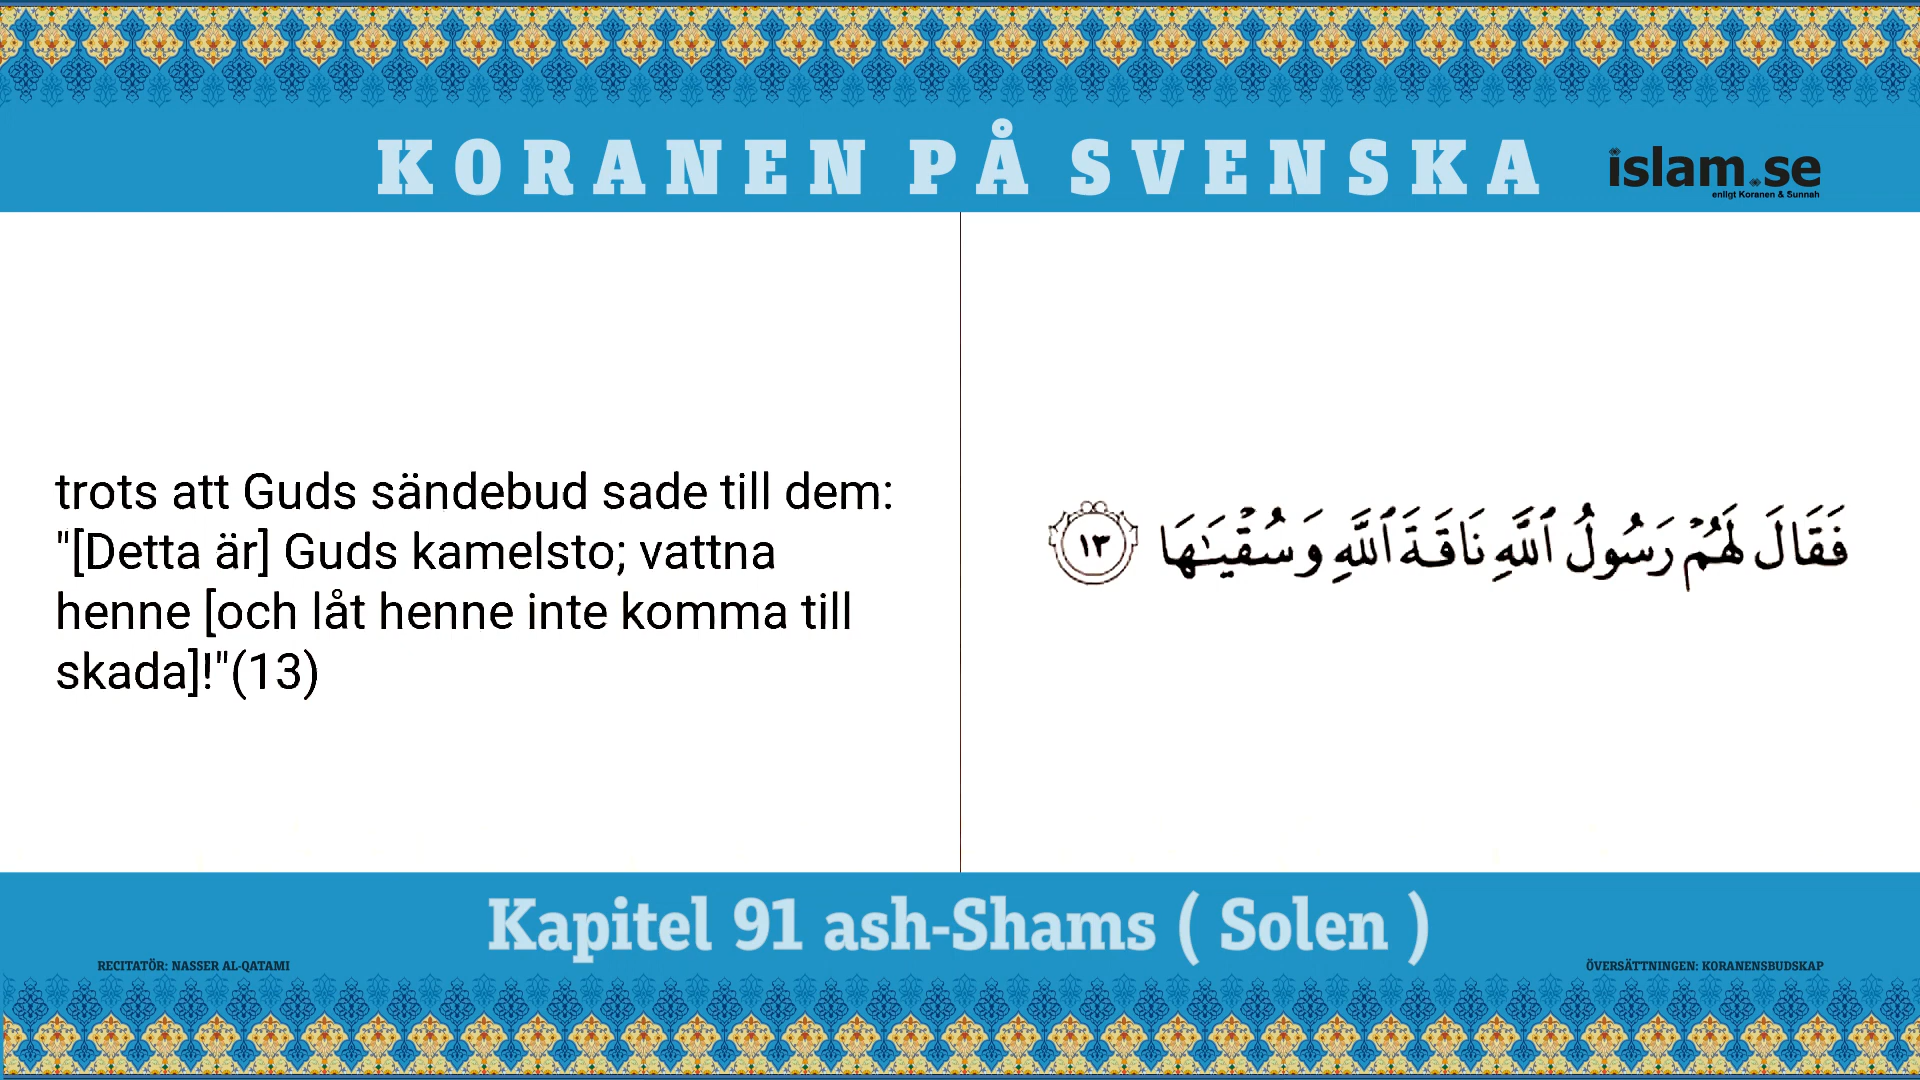 KORANEN PÅ SVENSKA
islam.se
enligt Koranen & Sunnah
trots att Guds sändebud sade till dem:
"[Detta är] Guds kamelsto; vattna
henne [och låt henne inte komma till
skada]!"(13)
فَقَالَ لَهُمْ رَسُولُ ٱللَّهِ نَاقَةَ ٱللَّهِ وَسُقْيَـٰهَا ١٣
Kapitel 91 ash-Shams ( Solen )
RECITATÖR: NASSER AL-QATAMI
ÖVERSÄTTNINGEN: KORANENSBUDSKAP